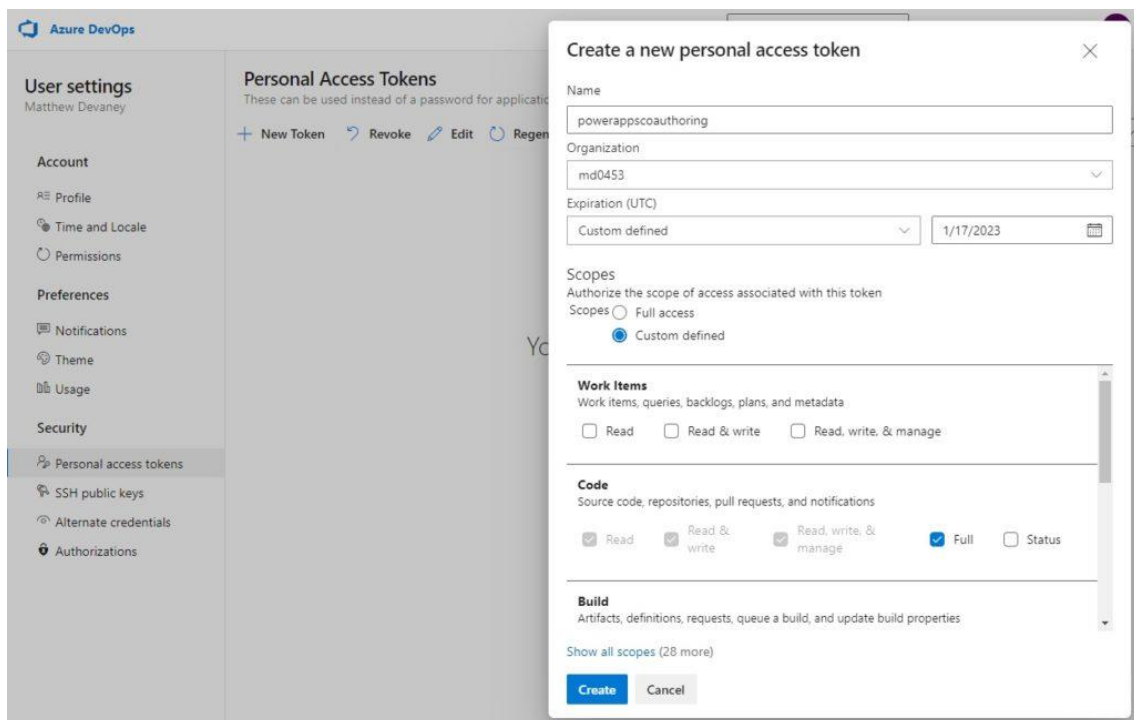 Azure DevOps
User settings
Matthew Devaney
Account
Profile
Time and Locale
Permissions
Preferences
Notifications
Theme
Usage
Security
Personal access tokens
SSH public keys
Alternate credentials
Authorizations
Personal Access Tokens
These can be used instead of a password for applicatio
New Token Revoke Edit Regen
Yo
Create a new personal access token
Name
powerappscoauthoring
Organization
md0453
Expiration (UTC)
Custom defined 1/17/2023
Scopes
Authorize the scope of access associated with this token
Scopes Full access
Custom defined
Work Items
Work items, queries, backlogs, plans, and metadata
Read Read & write Read, write, & manage
Code
Source code, repositories, pull requests, and notifications
Read Read & write Read, write, & manage Full Status
Build
Artifacts, definitions, requests, queue a build, and update build properties
Show all scopes (28 more)
Create Cancel